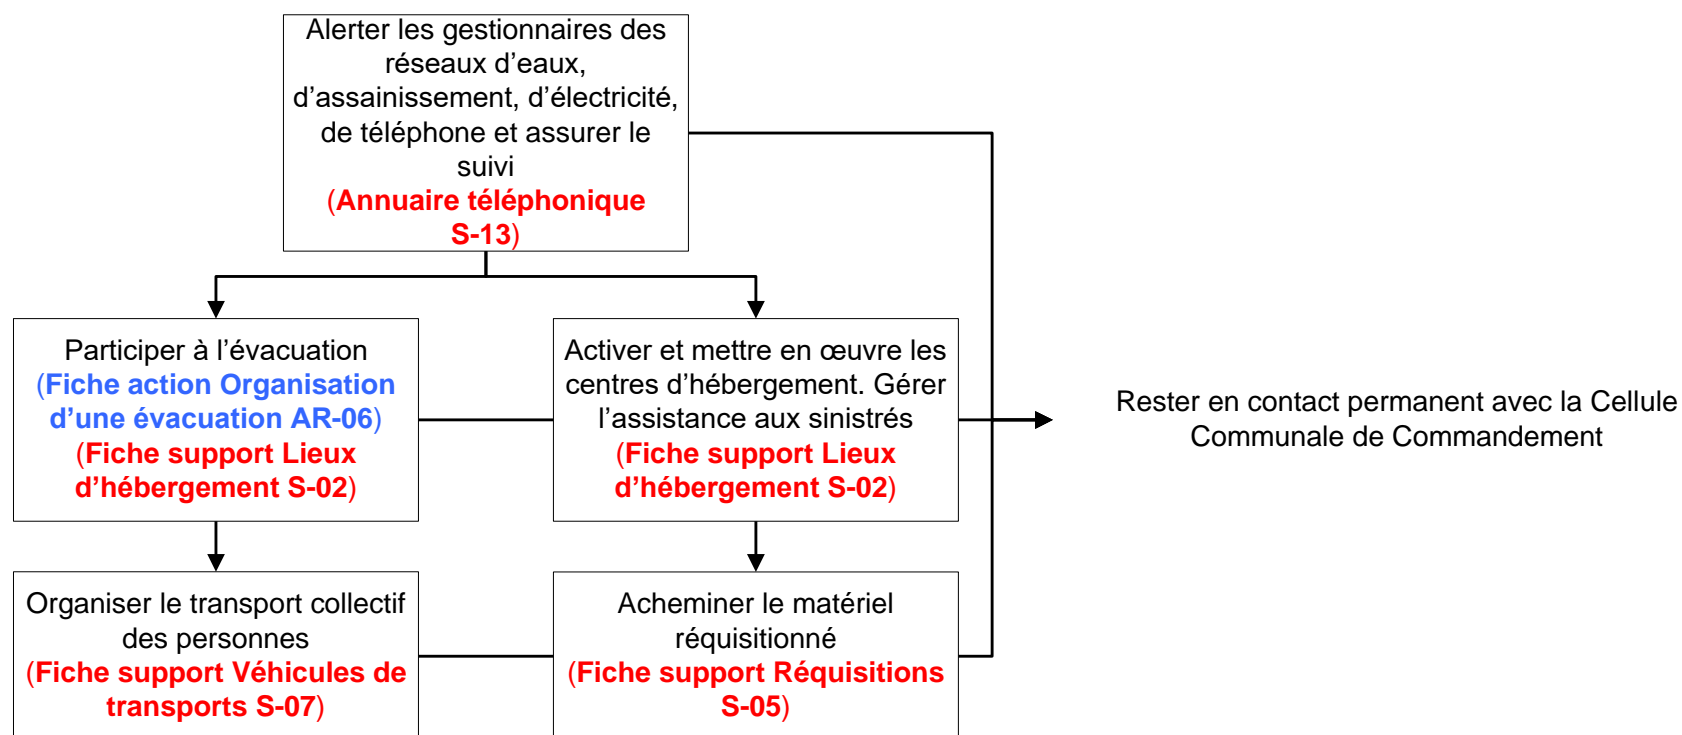 Alerter les gestionnaires des
réseaux d'eaux,
d'assainissement, d'électricité,
de téléphone et assurer le
suivi
(Annuaire téléphonique
S-13)
Participer à l’évacuation
(Fiche action Organisation
d’une évacuation AR-06)
(Fiche support Lieux
d’hébergement S-02)
Activer et mettre en œuvre les
centres d’hébergement. Gérer
l’assistance aux sinistrés
(Fiche support Lieux
d’hébergement S-02)
Rester en contact permanent avec la Cellule
Communale de Commandement
Organiser le transport collectif
des personnes
(Fiche support Véhicules de
transports S-07)
Acheminer le matériel
réquisitionné
(Fiche support Réquisitions
S-05)